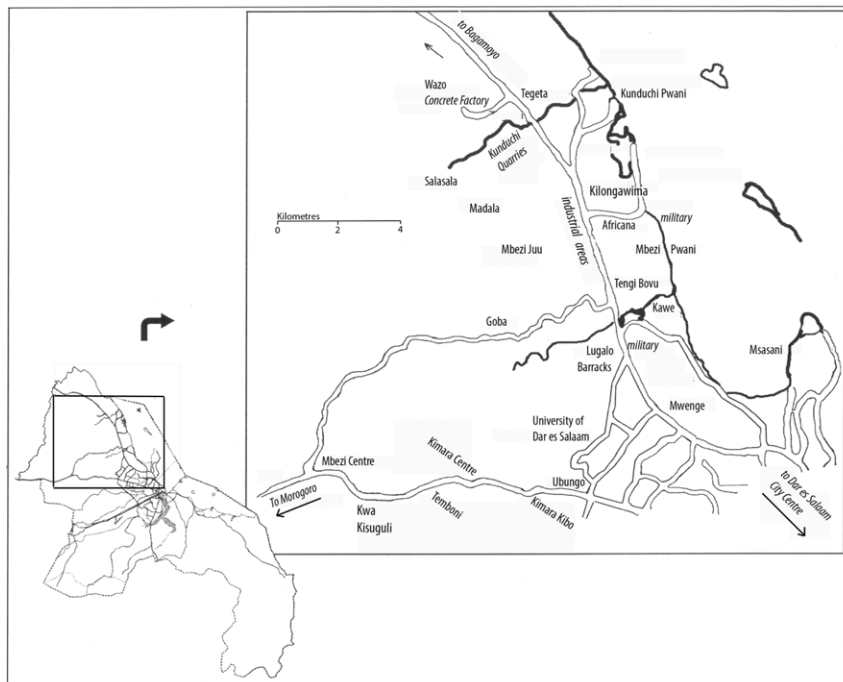 to Bagamoyo
Wazo
Concrete Factory
Tegeta
Kunduchi Pwani
Kunduchi
Quarries
Salasala
Kilongawima
Madala
Kilometres
0 2 4
industrial areas
Africana
military
Mbezi Juu
Mbezi Pwani
Tengi Bovu
Goba
Kawe
Lugalo
Barracks
military
Msasani
Mwenge
University of
Dar es Salaam
Mbezi Centre
Kimara Centre
Ubungo
To Morogoro
Kwa
Kisuguli
Temboni
Kimara Kibo
to Dar es Salaam
City Centre